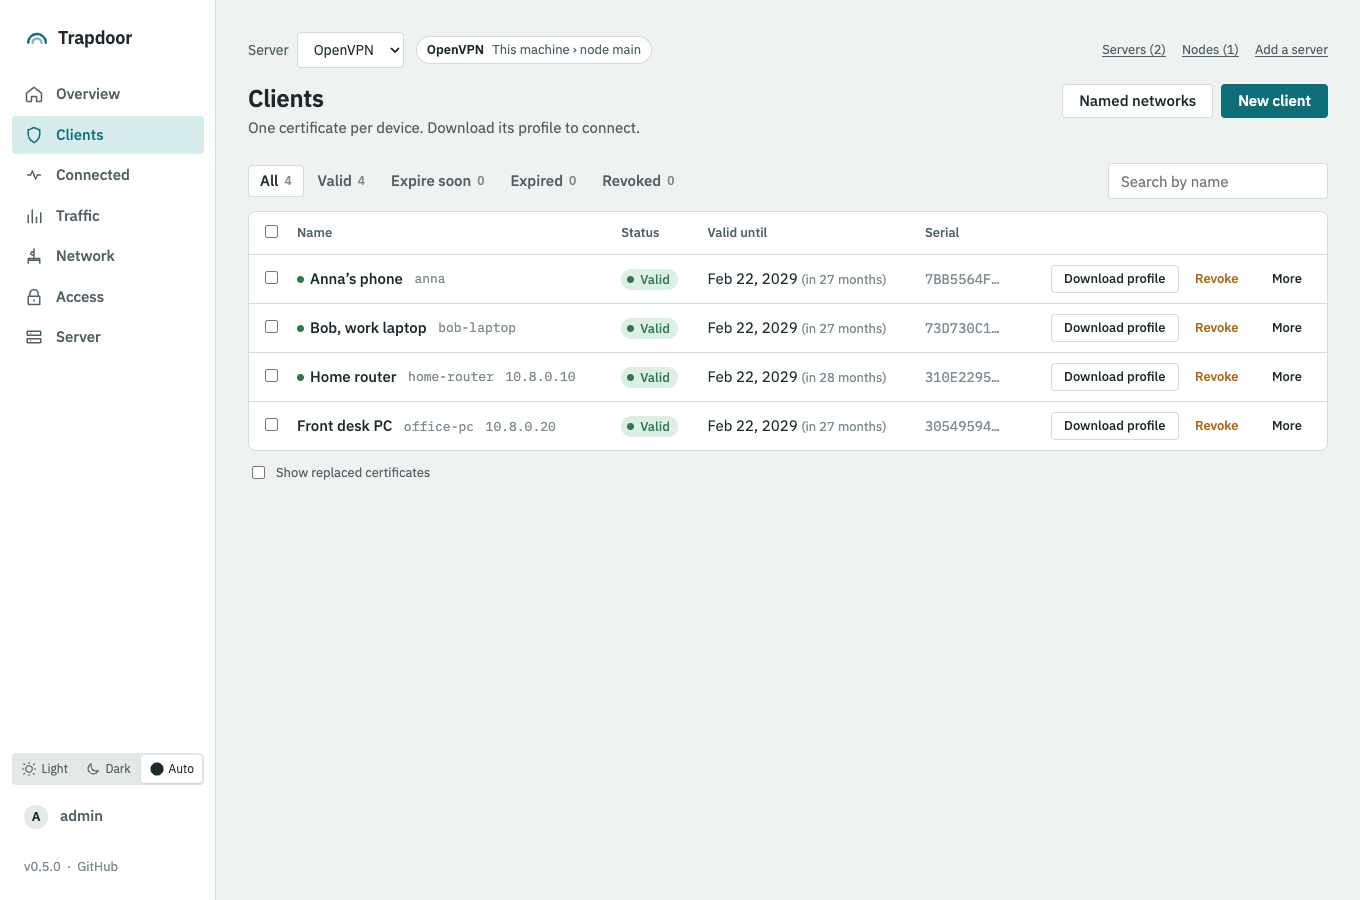 Trapdoor
Overview
Clients
Connected
Traffic
Network
Access
Server
Light Dark Auto
A admin
v0.5.0 · GitHub
Server OpenVPN OpenVPN This machine › node main Servers (2) Nodes (1) Add a server
Clients
One certificate per device. Download its profile to connect.
Named networks New client
All 4 Valid 4 Expire soon 0 Expired 0 Revoked 0 Search by name
Name Status Valid until Serial
Anna’s phone anna Valid Feb 22, 2029 (in 27 months) 7BB5564F… Download profile Revoke More
Bob, work laptop bob-laptop Valid Feb 22, 2029 (in 27 months) 73D730C1… Download profile Revoke More
Home router home-router 10.8.0.10 Valid Feb 22, 2029 (in 28 months) 310E2295… Download profile Revoke More
Front desk PC office-pc 10.8.0.20 Valid Feb 22, 2029 (in 27 months) 30549594… Download profile Revoke More
Show replaced certificates